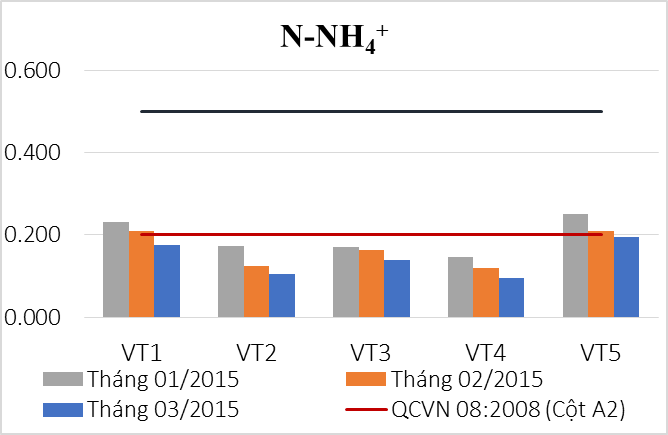 N-NH₄⁺
0.600
0.400
0.200
0.000
VT1 VT2 VT3 VT4 VT5
Tháng 01/2015 Tháng 02/2015
Tháng 03/2015 QCVN 08:2008 (Cột A2)